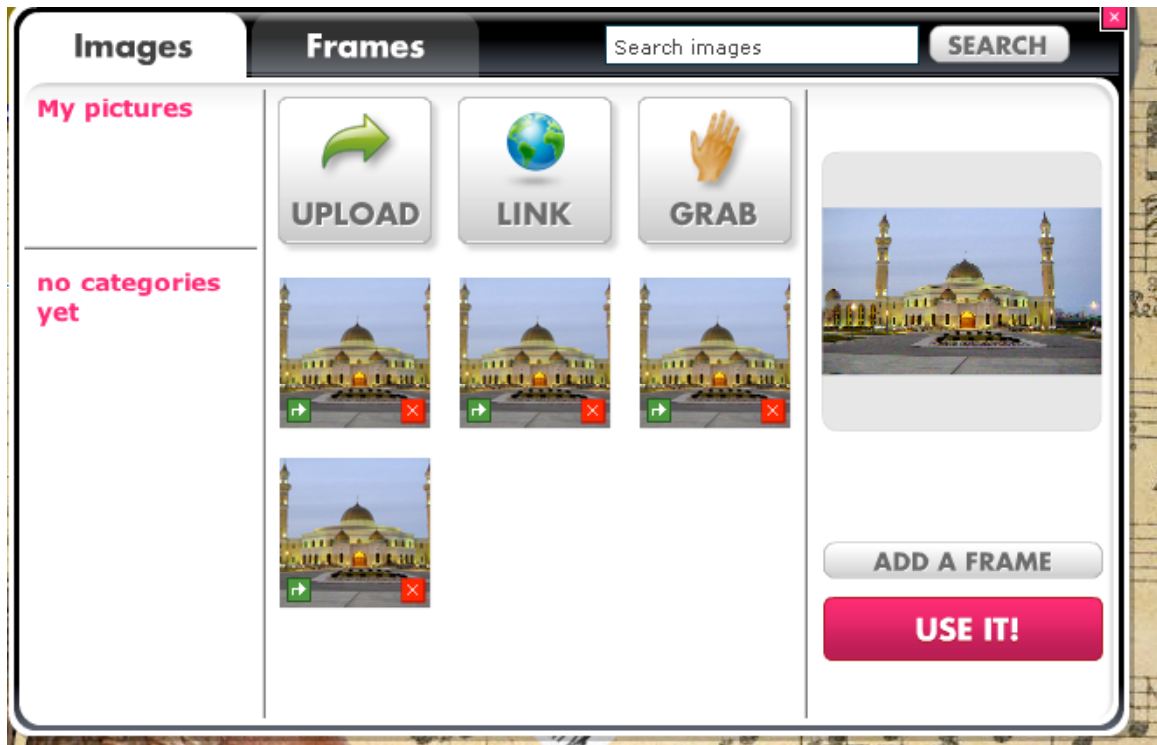 Images
Frames
Search images
SEARCH
My pictures
no categories
yet
UPLOAD
LINK
GRAB
ADD A FRAME
USE IT!